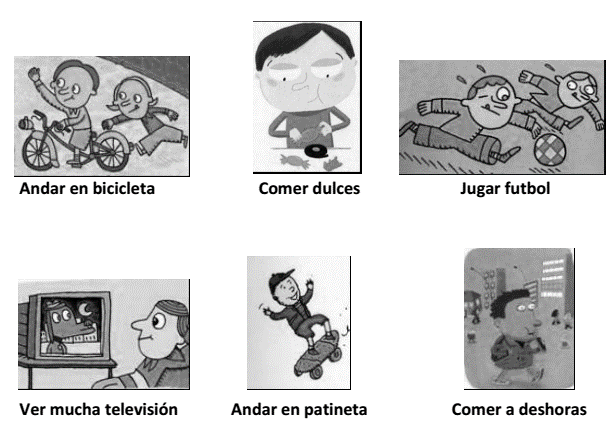 Andar en bicicleta
Comer dulces
Jugar futbol
Ver mucha televisión
Andar en patineta
Comer a deshoras